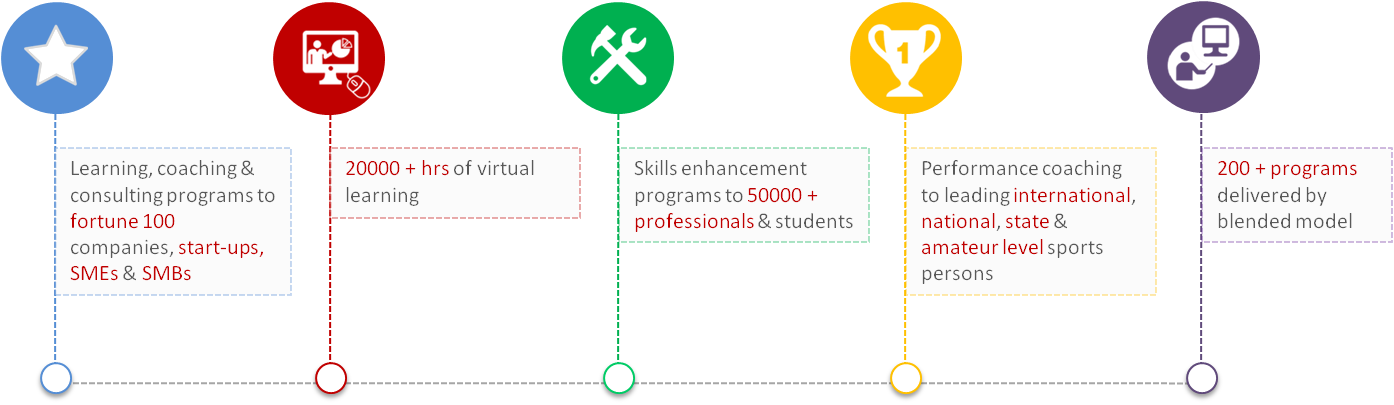 1
Learning, coaching &
consulting programs to
fortune 100
companies, start-ups,
SMEs & SMBs
20000 + hrs of virtual
learning
Skills enhancement
programs to 50000 +
professionals & students
Performance coaching
to leading international,
national, state &
amateur level sports
persons
200 + programs
delivered by
blended model